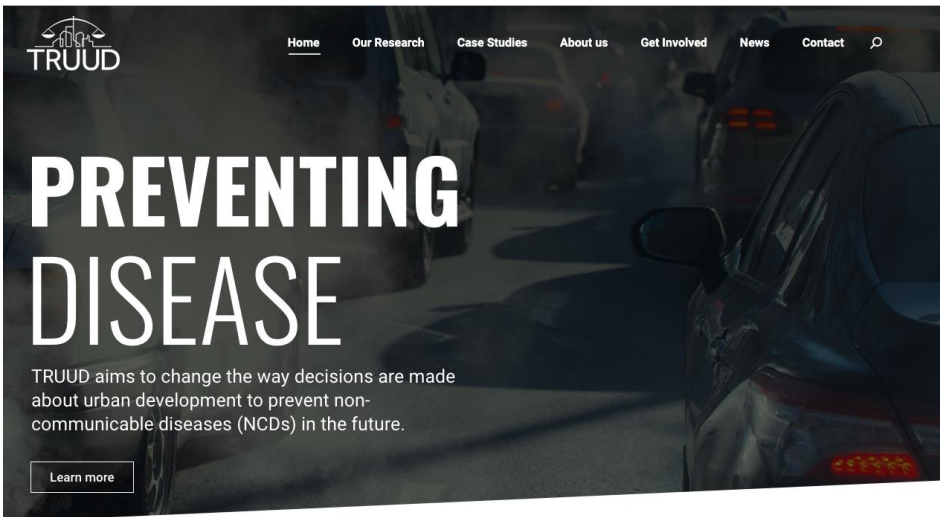 TRUUD
Home Our Research Case Studies About us Get Involved News Contact
PREVENTING
DISEASE
TRUUD aims to change the way decisions are made
about urban development to prevent non-
communicable diseases (NCDs) in the future.
Learn more